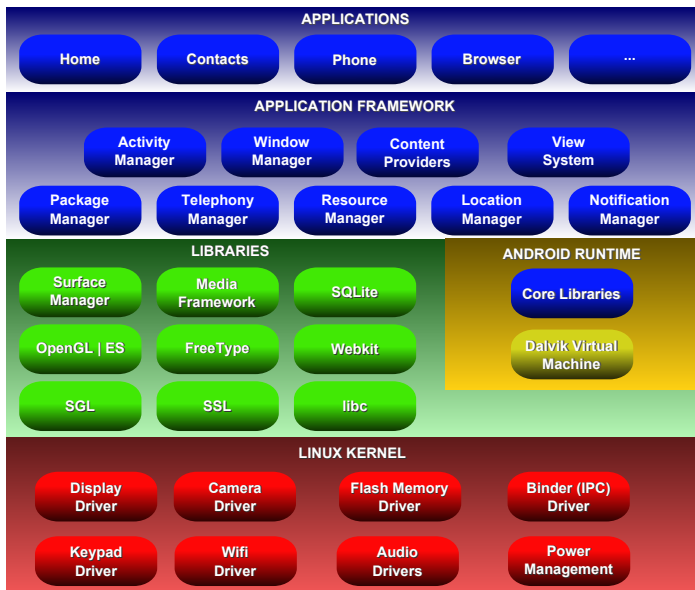 APPLICATIONS
Home
Contacts
Phone
Browser
...
APPLICATION FRAMEWORK
Activity
Manager
Window
Manager
Content
Providers
View
System
Package
Manager
Telephony
Manager
Resource
Manager
Location
Manager
Notification
Manager
LIBRARIES
Surface
Manager
Media
Framework
SQLite
OpenGL | ES
FreeType
Webkit
SGL
SSL
libc
ANDROID RUNTIME
Core Libraries
Dalvik Virtual
Machine
LINUX KERNEL
Display
Driver
Camera
Driver
Flash Memory
Driver
Binder (IPC)
Driver
Keypad
Driver
Wifi
Driver
Audio
Drivers
Power
Management